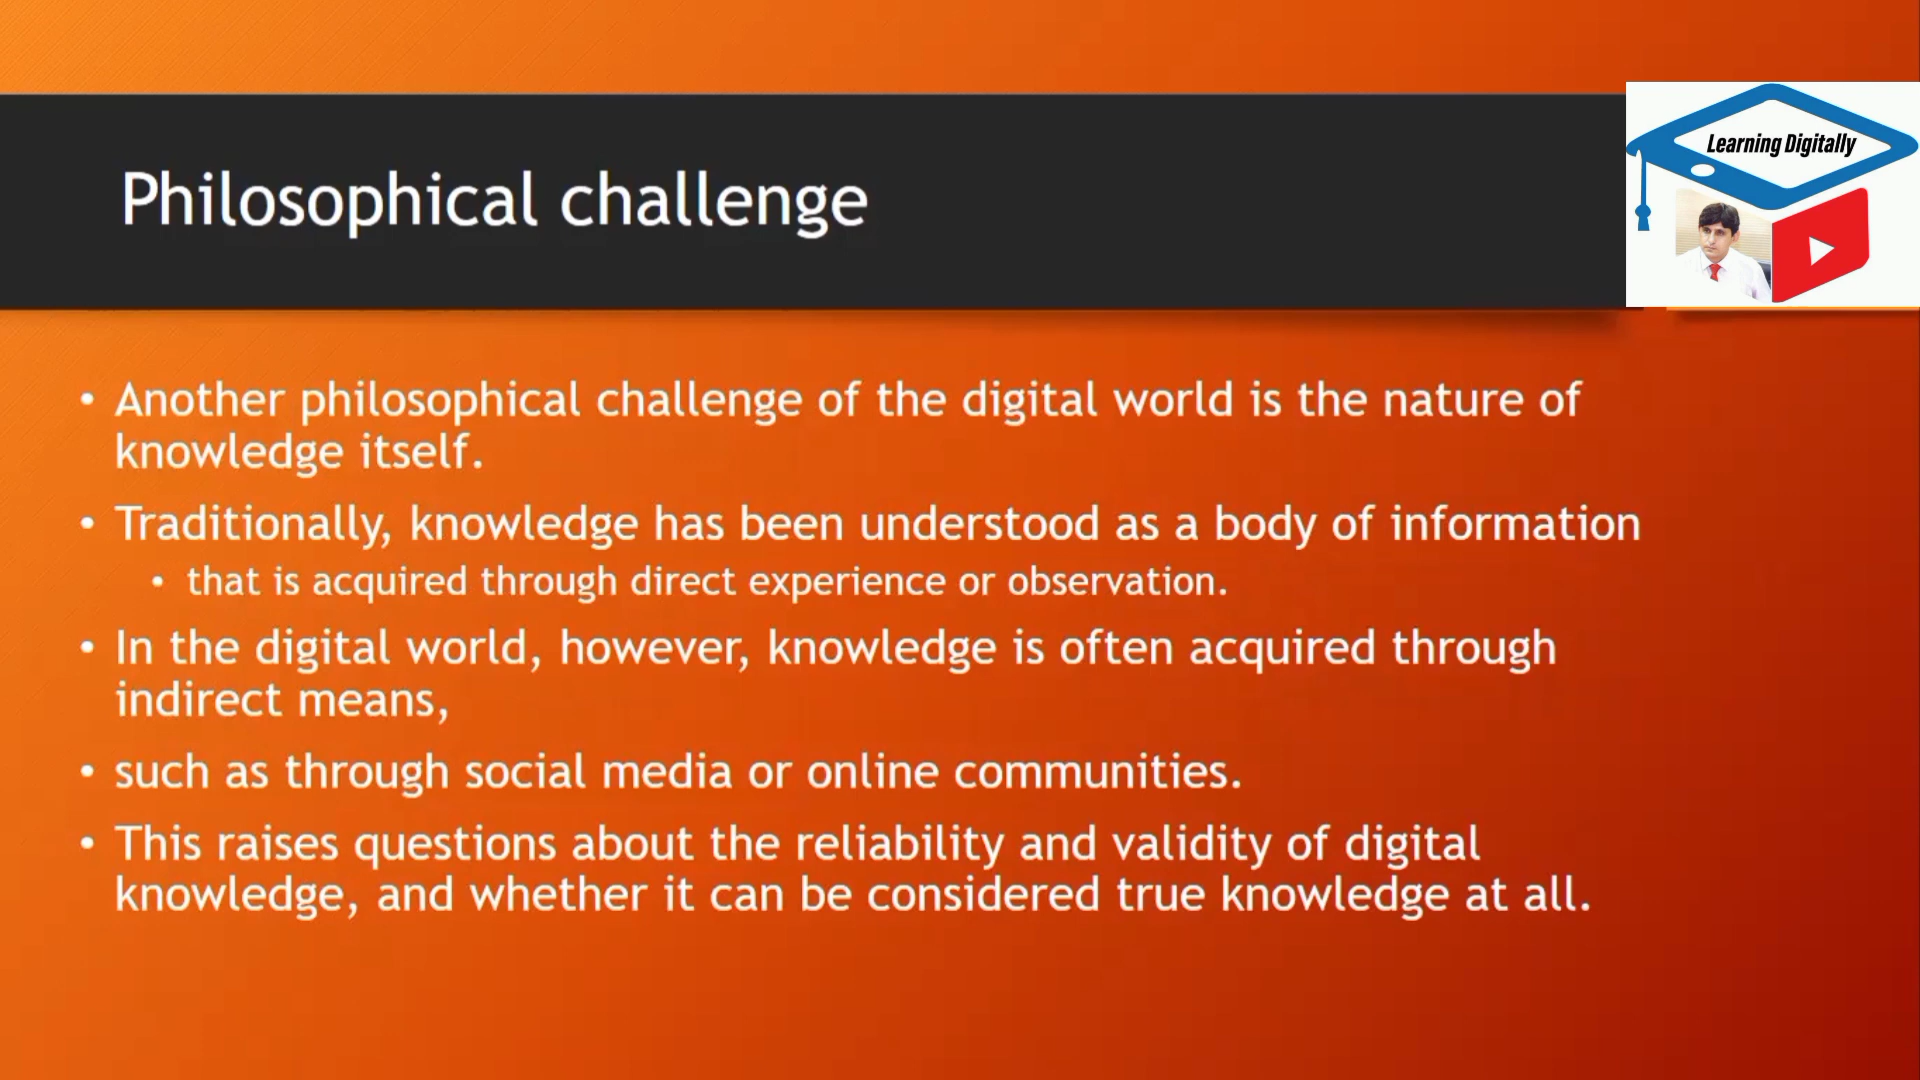 Learning Digitally
Philosophical challenge
• Another philosophical challenge of the digital world is the nature of
knowledge itself.
• Traditionally, knowledge has been understood as a body of information
• that is acquired through direct experience or observation.
• In the digital world, however, knowledge is often acquired through
indirect means,
• such as through social media or online communities.
• This raises questions about the reliability and validity of digital
knowledge, and whether it can be considered true knowledge at all.